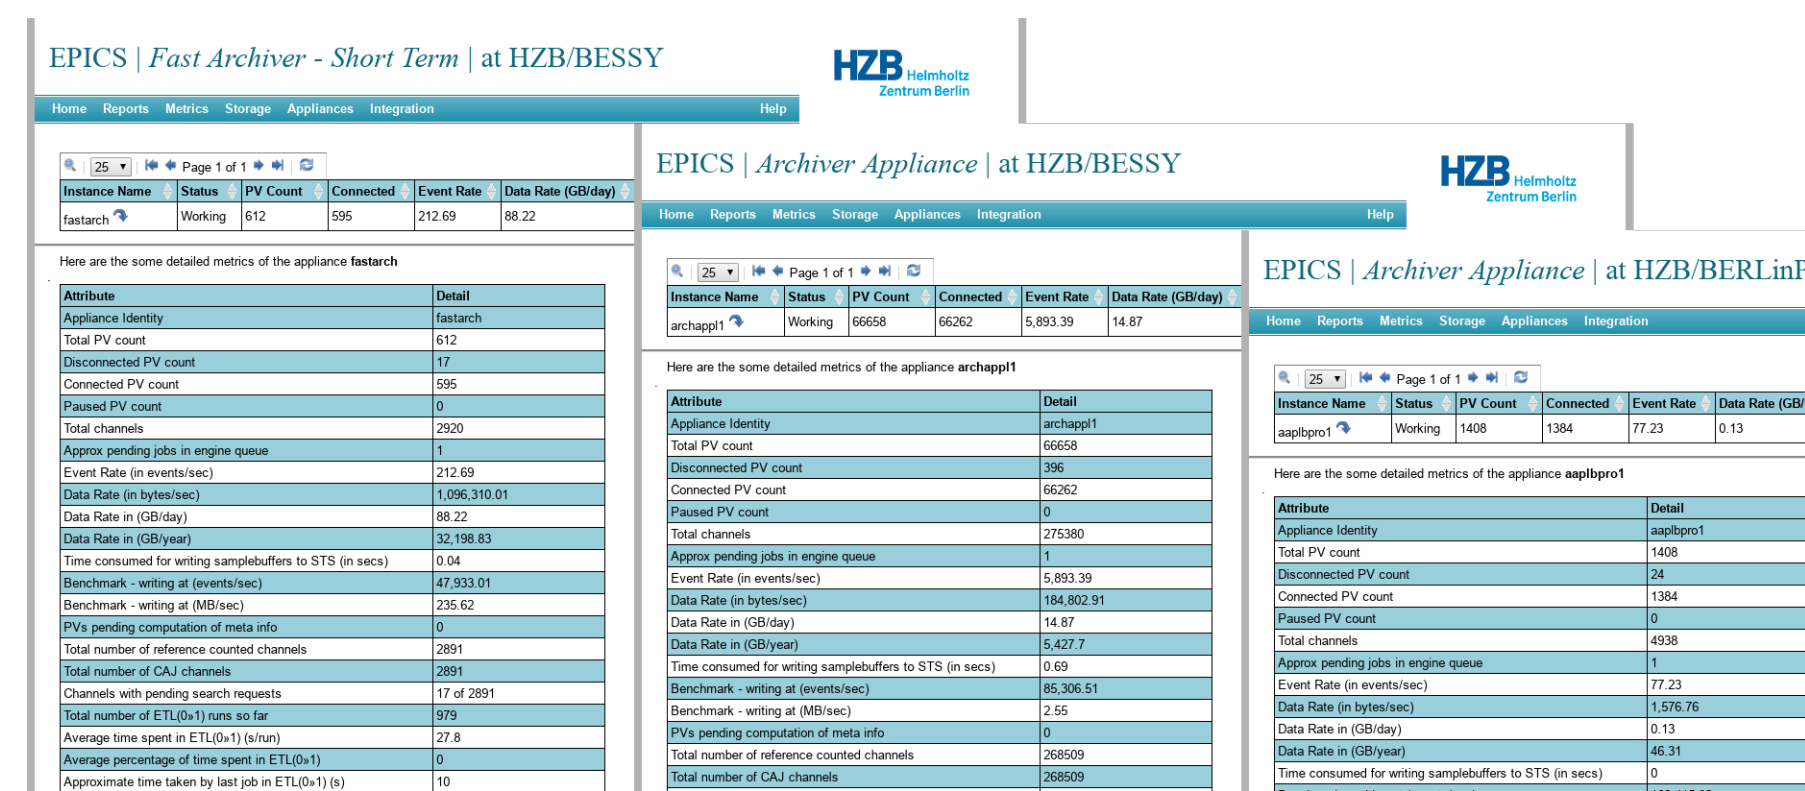 EPICS | Fast Archiver - Short Term | at HZB/BESSY
HZB Helmholtz
Zentrum Berlin
Home Reports Metrics Storage Appliances Integration Help
25 Page 1 of 1
Instance Name Status PV Count Connected Event Rate Data Rate (GB/day)
fastarch Working 612 595 212.69 88.22
Here are the some detailed metrics of the appliance fastarch
Attribute Detail
Appliance Identity fastarch
Total PV count 612
Disconnected PV count 17
Connected PV count 595
Paused PV count 0
Total channels 2920
Approx pending jobs in engine queue 1
Event Rate (in events/sec) 212.69
Data Rate (in bytes/sec) 1,096,310.01
Data Rate in (GB/day) 88.22
Data Rate in (GB/year) 32,198.83
Time consumed for writing samplebuffers to STS (in secs) 0.04
Benchmark - writing at (events/sec) 47,933.01
Benchmark - writing at (MB/sec) 235.62
PVs pending computation of meta info 0
Total number of reference counted channels 2891
Total number of CAJ channels 2891
Channels with pending search requests 17 of 2891
Total number of ETL(0»1) runs so far 979
Average time spent in ETL(0»1) (s/run) 27.8
Average percentage of time spent in ETL(0»1) 0
Approximate time taken by last job in ETL(0»1) (s) 10
EPICS | Archiver Appliance | at HZB/BESSY
HZB Helmholtz
Zentrum Berlin
Home Reports Metrics Storage Appliances Integration Help
25 Page 1 of 1
Instance Name Status PV Count Connected Event Rate Data Rate (GB/day)
archappl1 Working 66658 66262 5,893.39 14.87
Here are the some detailed metrics of the appliance archappl1
Attribute Detail
Appliance Identity archappl1
Total PV count 66658
Disconnected PV count 396
Connected PV count 66262
Paused PV count 0
Total channels 275380
Approx pending jobs in engine queue 1
Event Rate (in events/sec) 5,893.39
Data Rate (in bytes/sec) 184,802.91
Data Rate in (GB/day) 14.87
Data Rate in (GB/year) 5,427.7
Time consumed for writing samplebuffers to STS (in secs) 0.69
Benchmark - writing at (events/sec) 85,306.51
Benchmark - writing at (MB/sec) 2.55
PVs pending computation of meta info 0
Total number of reference counted channels 268509
Total number of CAJ channels 268509
EPICS | Archiver Appliance | at HZB/BERLinP
Home Reports Metrics Storage Appliances Integration
25 Page 1 of 1
Instance Name Status PV Count Connected Event Rate Data Rate (GB/
aaplbpro1 Working 1408 1384 77.23 0.13
Here are the some detailed metrics of the appliance aaplbpro1
Attribute Detail
Appliance Identity aaplbpro1
Total PV count 1408
Disconnected PV count 24
Connected PV count 1384
Paused PV count 0
Total channels 4938
Approx pending jobs in engine queue 1
Event Rate (in events/sec) 77.23
Data Rate (in bytes/sec) 1,576.76
Data Rate in (GB/day) 0.13
Data Rate in (GB/year) 46.31
Time consumed for writing samplebuffers to STS (in secs) 0